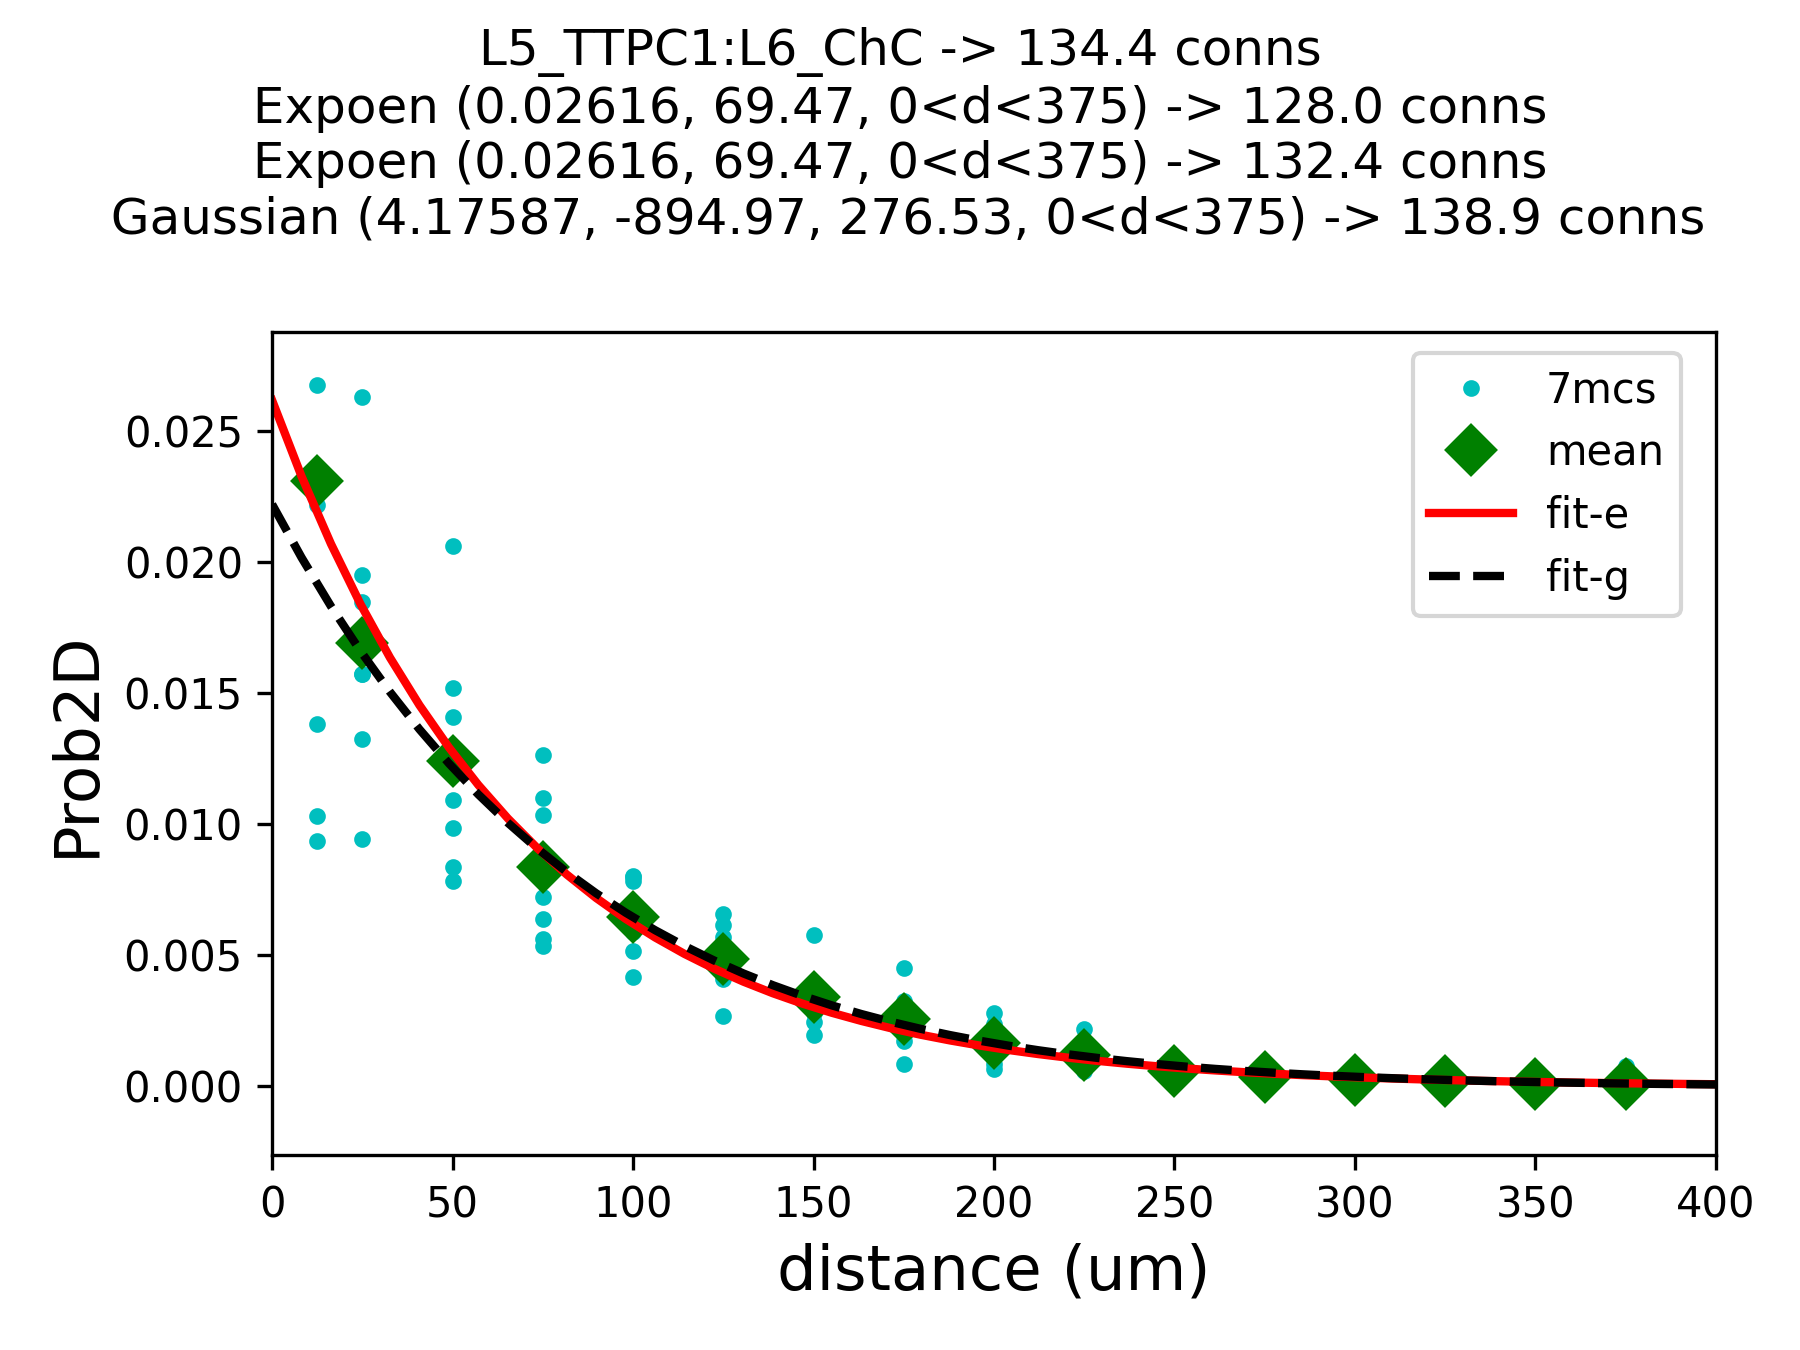 L5_TTPC1:L6_ChC -> 134.4 conns
Expoen (0.02616, 69.47, 0<d<375) -> 128.0 conns
Expoen (0.02616, 69.47, 0<d<375) -> 132.4 conns
Gaussian (4.17587, -894.97, 276.53, 0<d<375) -> 138.9 conns
7mcs
mean
fit-e
fit-g
0.025
0.020
0.015
0.010
0.005
0.000
Prob2D
0 50 100 150 200 250 300 350 400
distance (um)